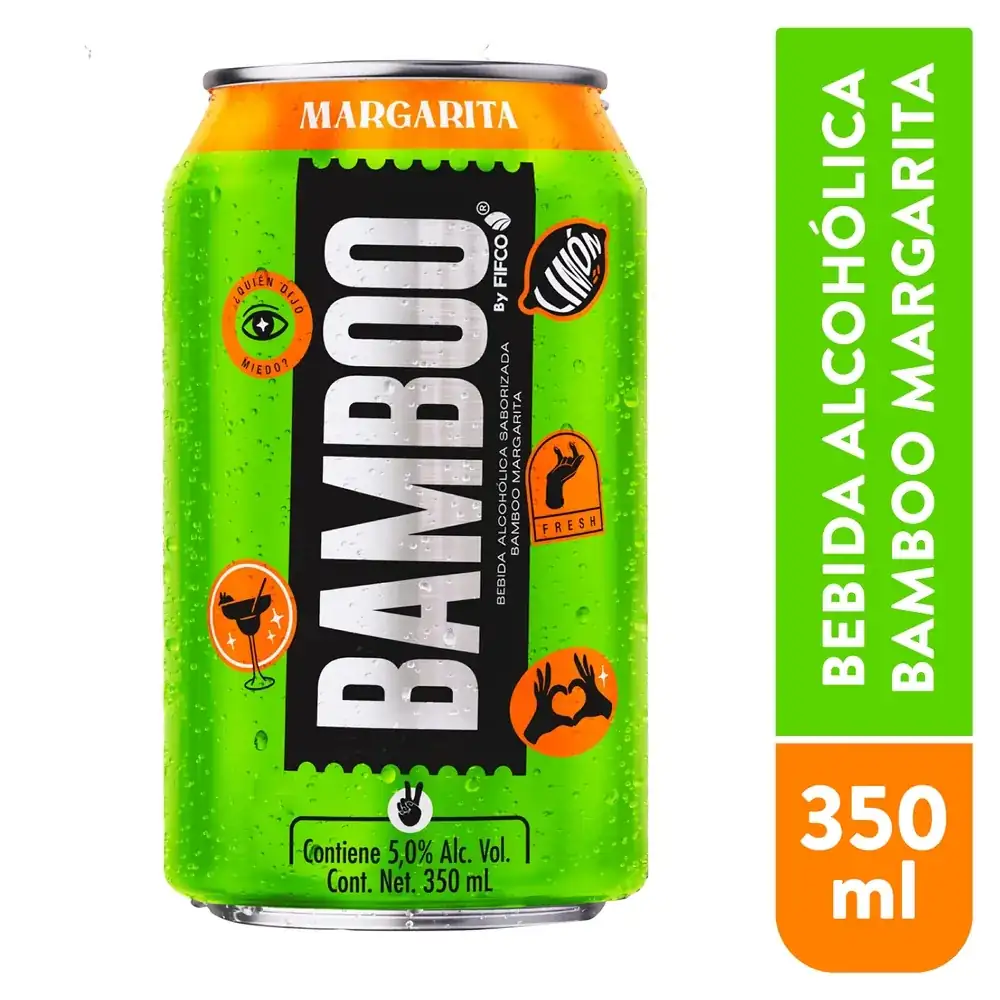 MARGARITA
BAMBOO®
By FIFCO
BEBIDA ALCOHÓLICA SABORIZADA
BAMBOO MARGARITA
¿QUIÉN DIJO
MIEDO?
LIMÓN
FRESH
Contiene 5,0% Alc. Vol.
Cont. Net. 350 mL
BEBIDA ALCOHÓLICA
BAMBOO MARGARITA
350
ml